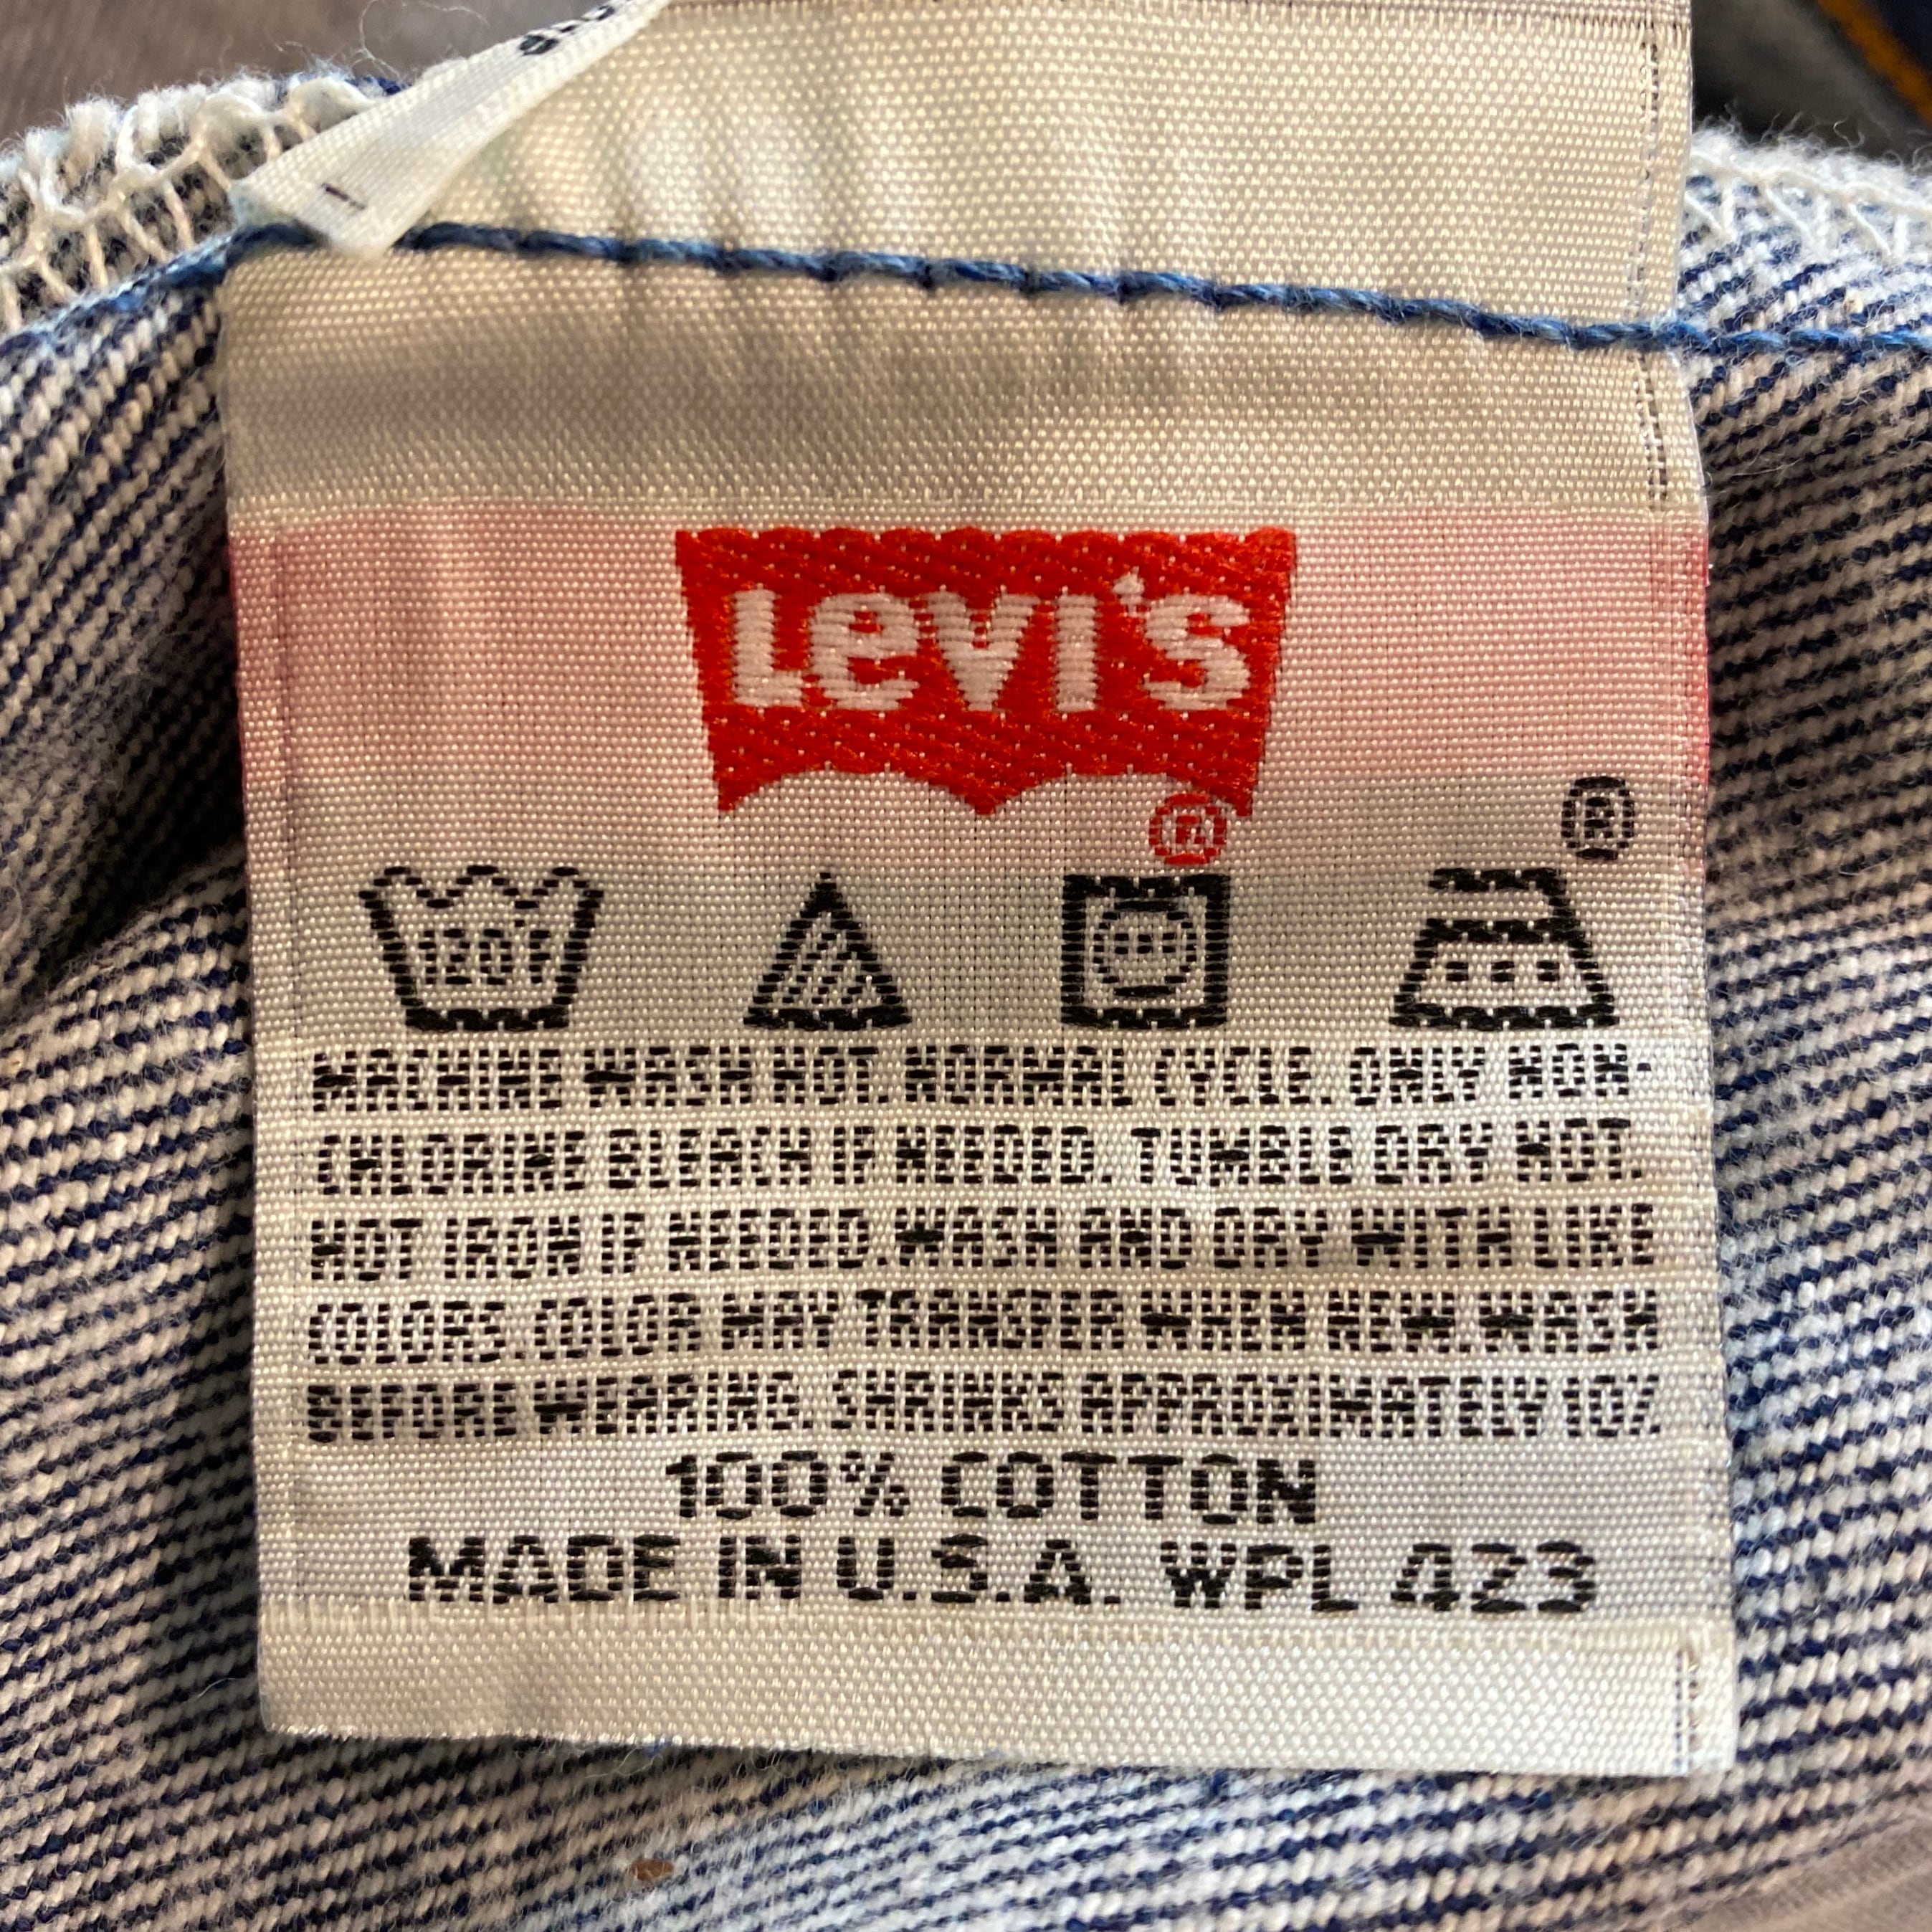 LEVI'S
®
®
120F
MACHINE WASH HOT. NORMAL CYCLE. ONLY NON-
CHLORINE BLEACH IF NEEDED. TUMBLE DRY HOT.
HOT IRON IF NEEDED. WASH AND DRY WITH LIKE
COLORS. COLOR MAY TRANSFER WHEN NEW. WASH
BEFORE WEARING. SHRINKS APPROXIMATELY 10%.
100% COTTON
MADE IN U.S.A. WPL 423